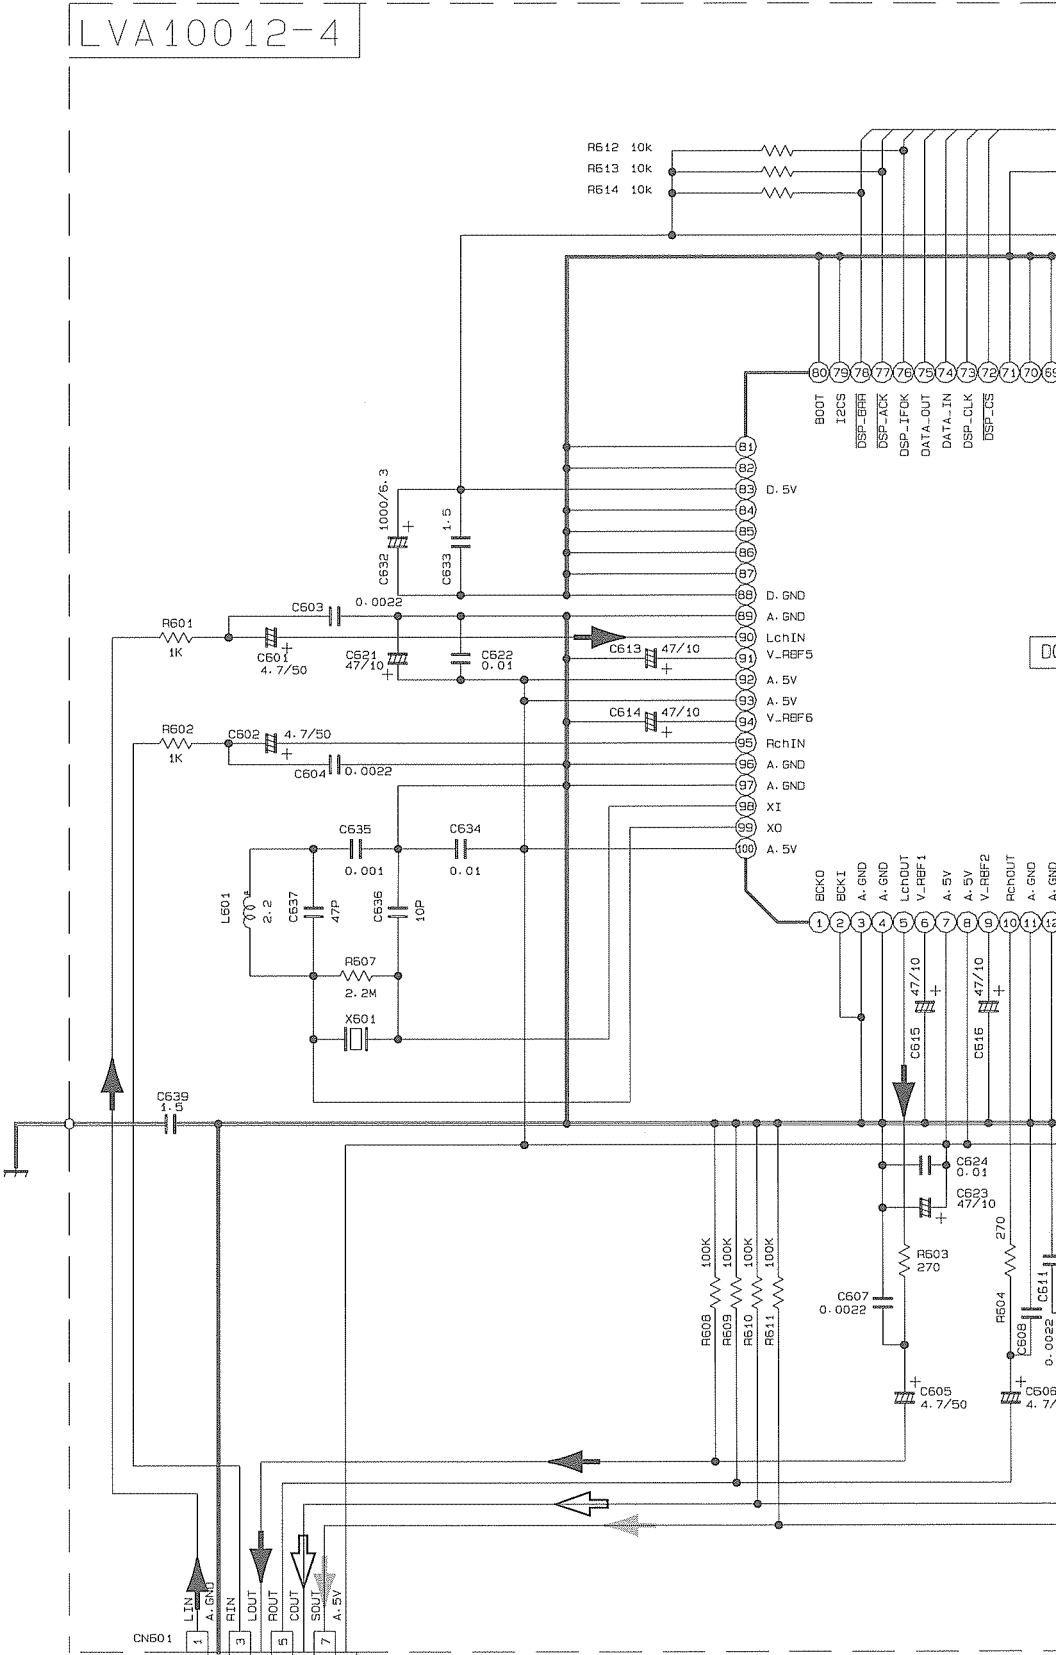 LVA10012-4
R612 10k
R613 10k
R614 10k
80 79 78 77 76 75 74 73 72 71 70 69
BOOT
I2CS
DSP_ACK
DSP_IFOK
DATA_OUT
DATA_IN
DSP_CLK
DSP_CS
81
82
83 D.5V
84
85
86
87
88 D.GND
89 A.GND
90 LchIN
91 V_REF5
92 A.5V
93 A.5V
94 V_REF6
95 RchIN
96 A.GND
97 A.GND
98 XI
99 XO
100 A.5V
1000/6.3
C632
1.5
C633
C603 0.0022
R601
1K
C601
4.7/50
C621
47/10
C622
0.01
C613 47/10
C614 47/10
R602
1K
C602 4.7/50
C604 0.0022
C635
0.001
C634
0.01
L601
2.2
C637
47P
C636
10P
R607
2.2M
X601
BCKO
BCKI
A.GND
A.GND
LchOUT
V_REF1
A.5V
A.5V
V_REF2
RchOUT
A.GND
A.GND
1 2 3 4 5 6 7 8 9 10 11 12
47/10
C615
47/10
C616
C639
1.5
C624
0.01
C623
47/10
R608 100K
R609 100K
R610 100K
R611 100K
R603
270
270
R604
C607
0.0022
C608
C611
0.0022
C605
4.7/50
C606
4.7/
LIN
A.GND
RIN
LOUT
ROUT
COUT
SOUT
A.5V
CN601 1 3 5 7